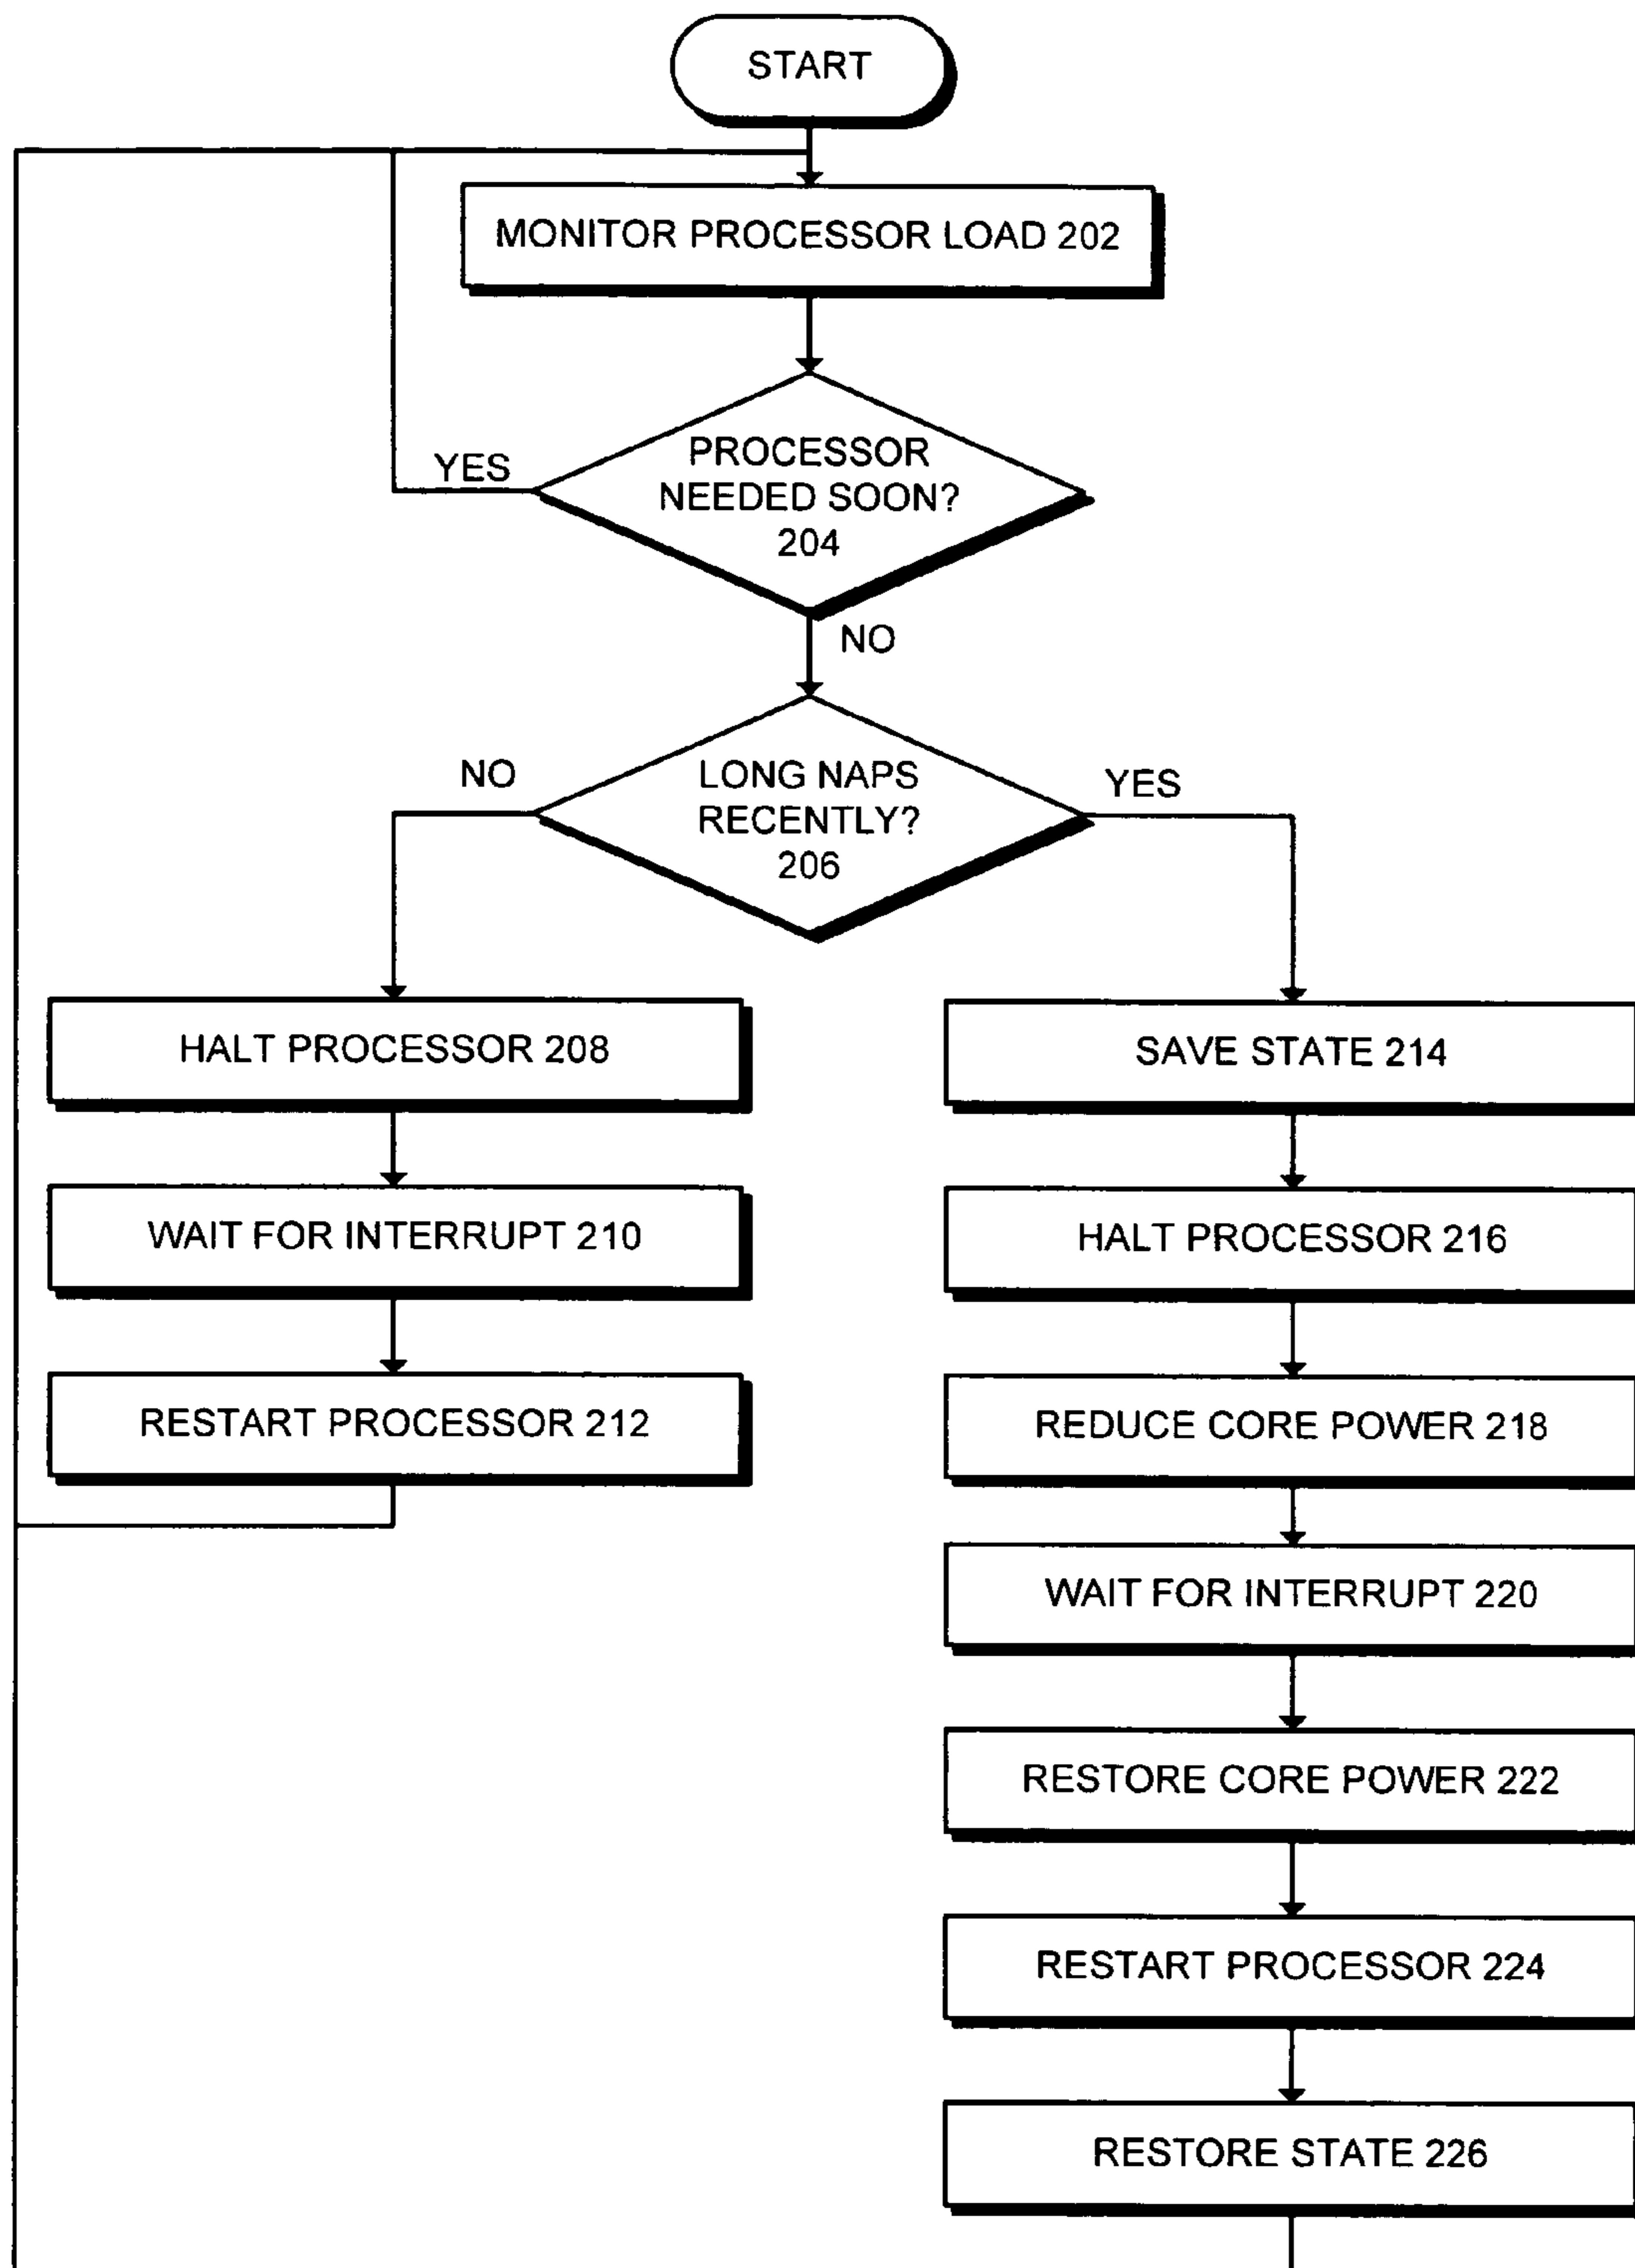 START
MONITOR PROCESSOR LOAD 202
PROCESSOR
NEEDED SOON?
204
YES
NO
LONG NAPS
RECENTLY?
206
NO
YES
HALT PROCESSOR 208
WAIT FOR INTERRUPT 210
RESTART PROCESSOR 212
SAVE STATE 214
HALT PROCESSOR 216
REDUCE CORE POWER 218
WAIT FOR INTERRUPT 220
RESTORE CORE POWER 222
RESTART PROCESSOR 224
RESTORE STATE 226